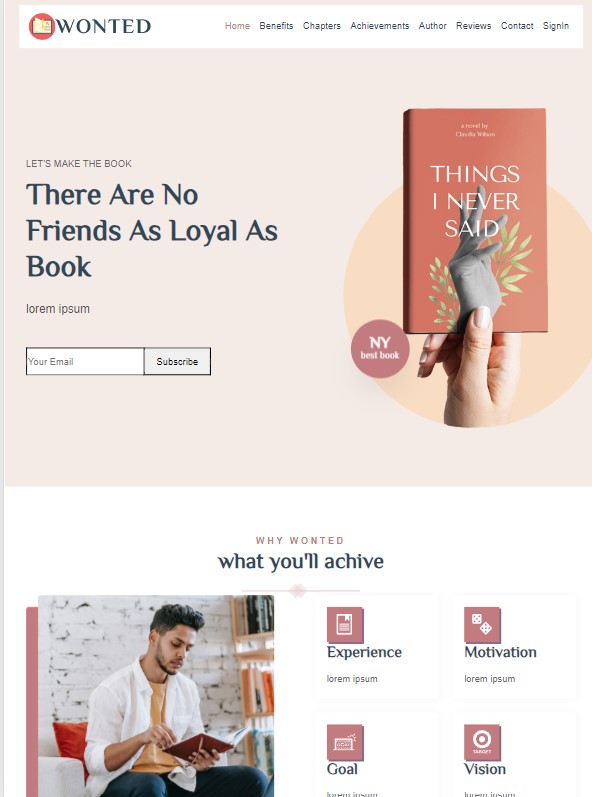 WONTED
Home Benefits Chapters Achievements Author Reviews Contact SignIn
LET'S MAKE THE BOOK
There Are No
Friends As Loyal As
Book
lorem ipsum
Your Email Subscribe
a novel by
Claudia Wilson
THINGS
I NEVER
SAID
NY
best book
WHY WONTED
what you'll achive
Experience
lorem ipsum
Motivation
lorem ipsum
GOAL
Goal
lorem ipsum
TARGET
Vision
lorem ipsum